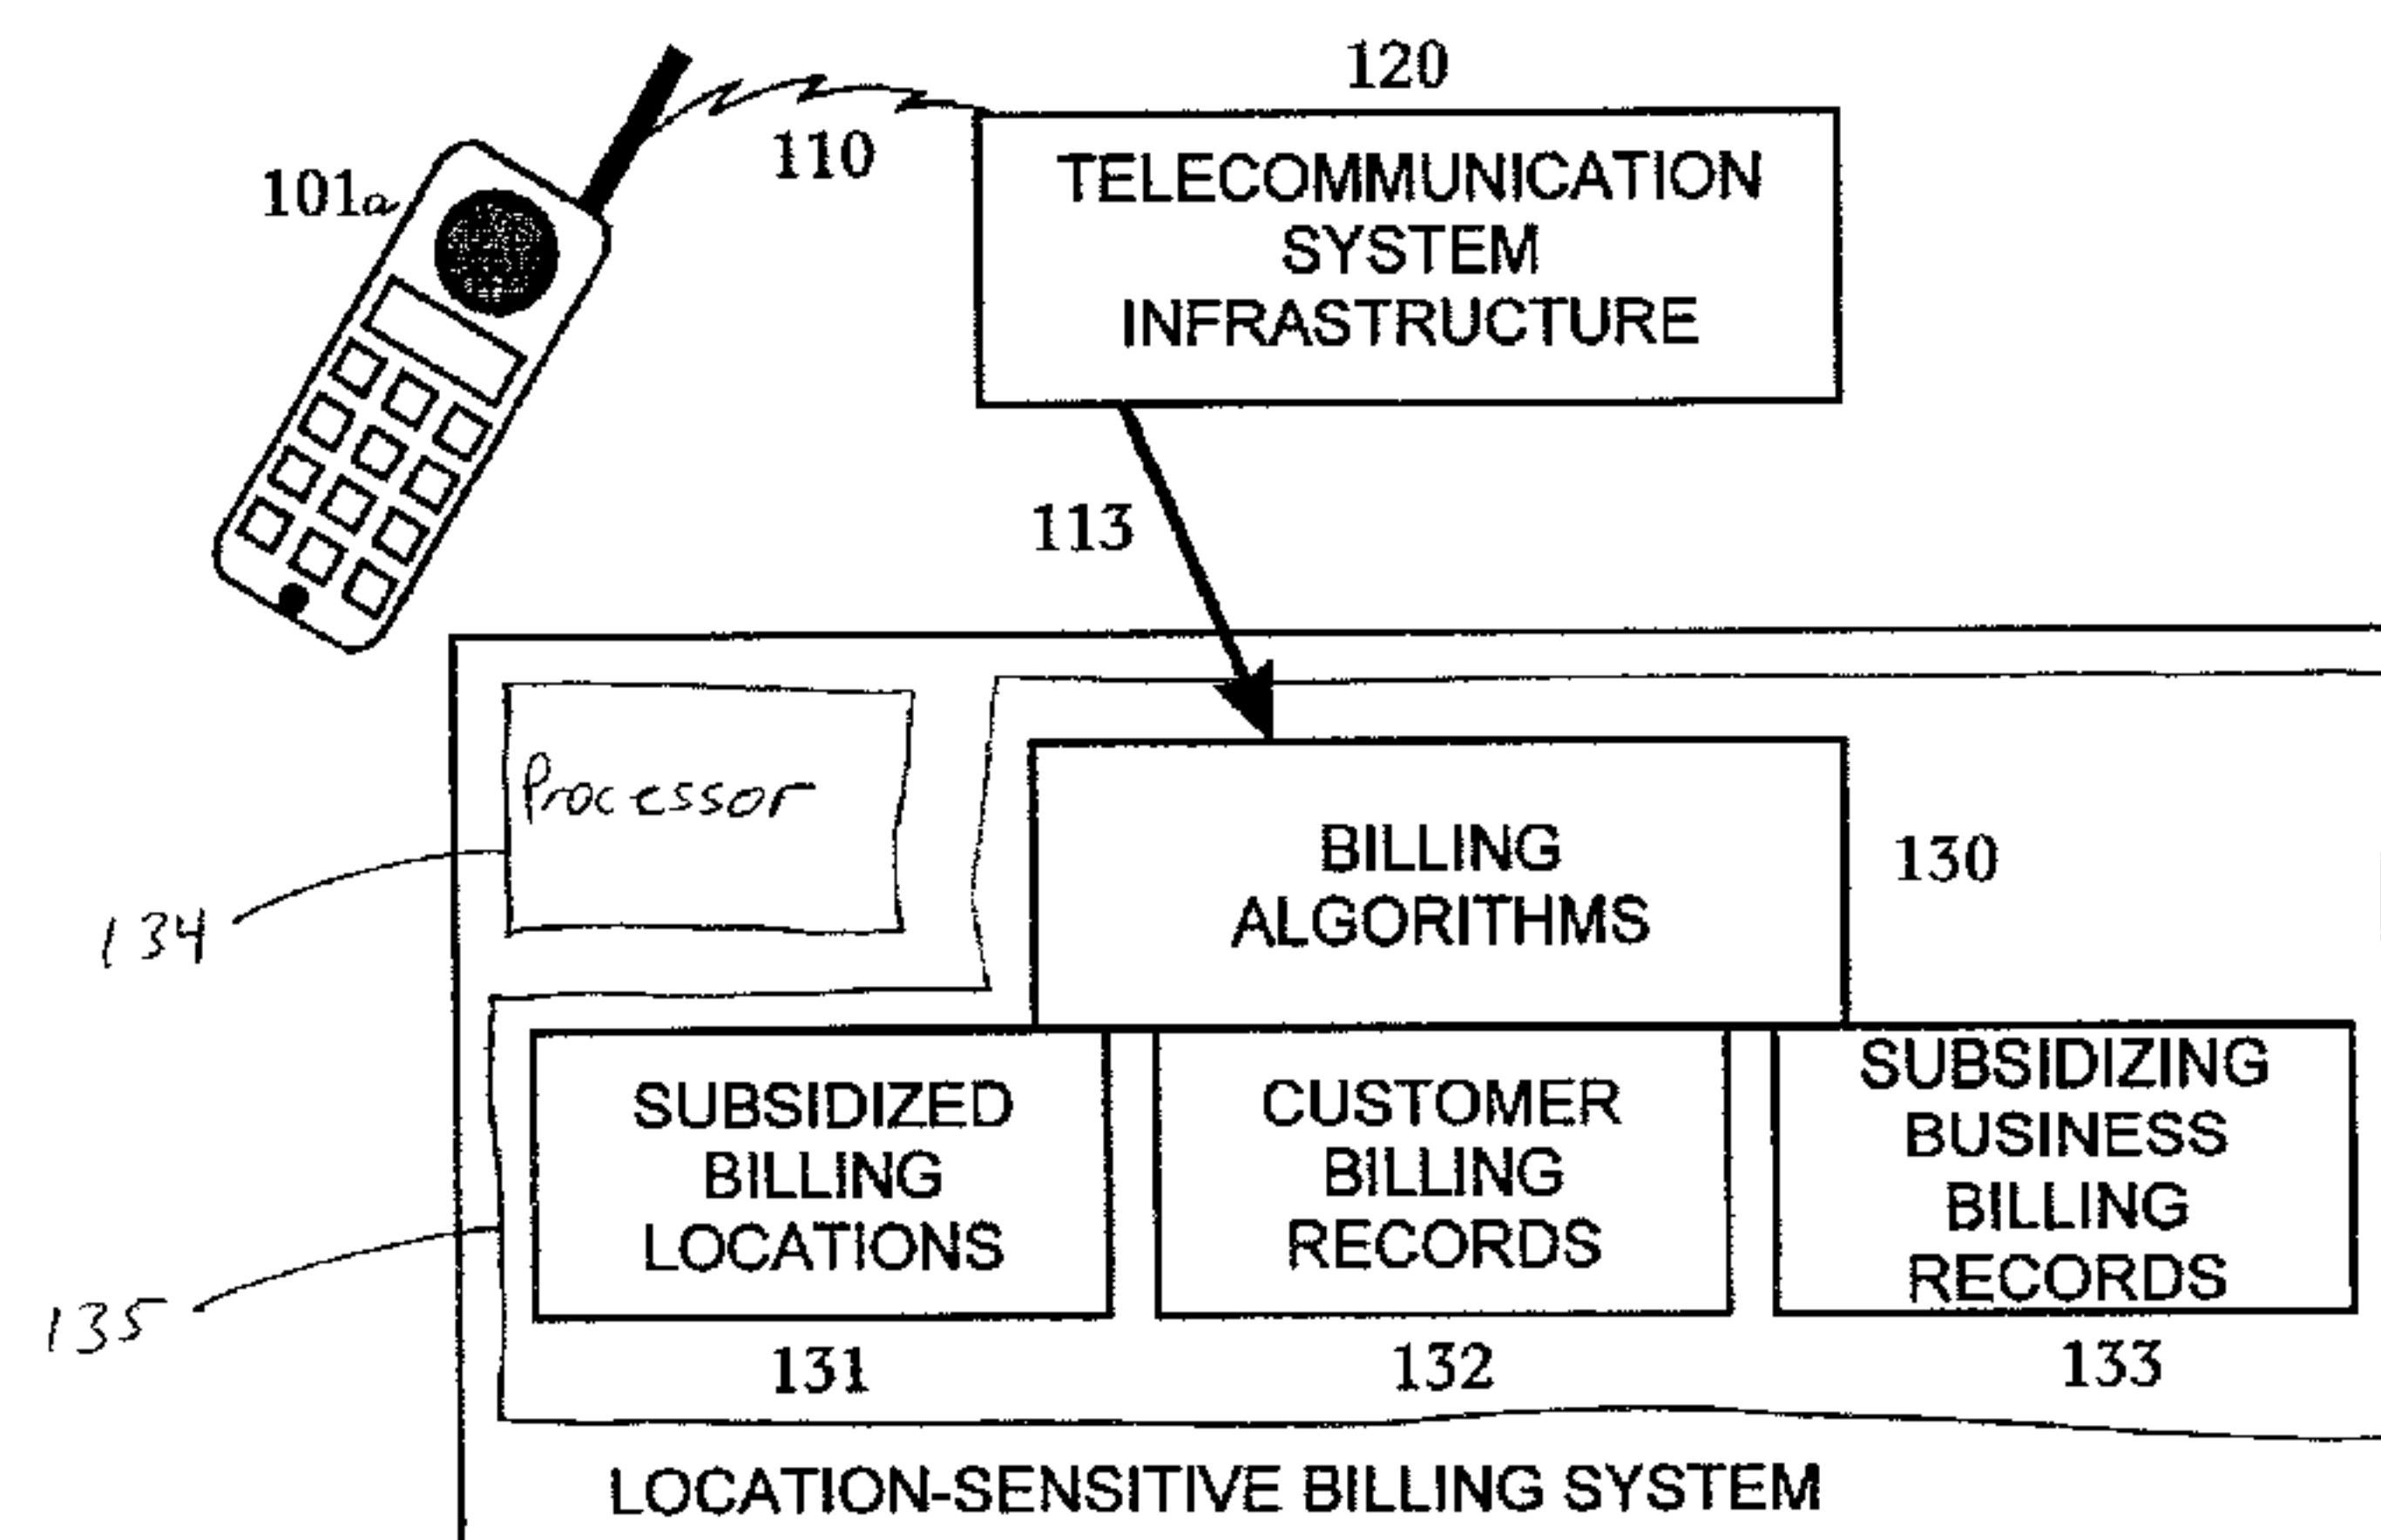 120
110
101a
TELECOMMUNICATION
SYSTEM
INFRASTRUCTURE
113
Processor
134
BILLING
ALGORITHMS
130
SUBSIDIZED
BILLING
LOCATIONS
CUSTOMER
BILLING
RECORDS
SUBSIDIZING
BUSINESS
BILLING
RECORDS
135
131
132
133
LOCATION-SENSITIVE BILLING SYSTEM